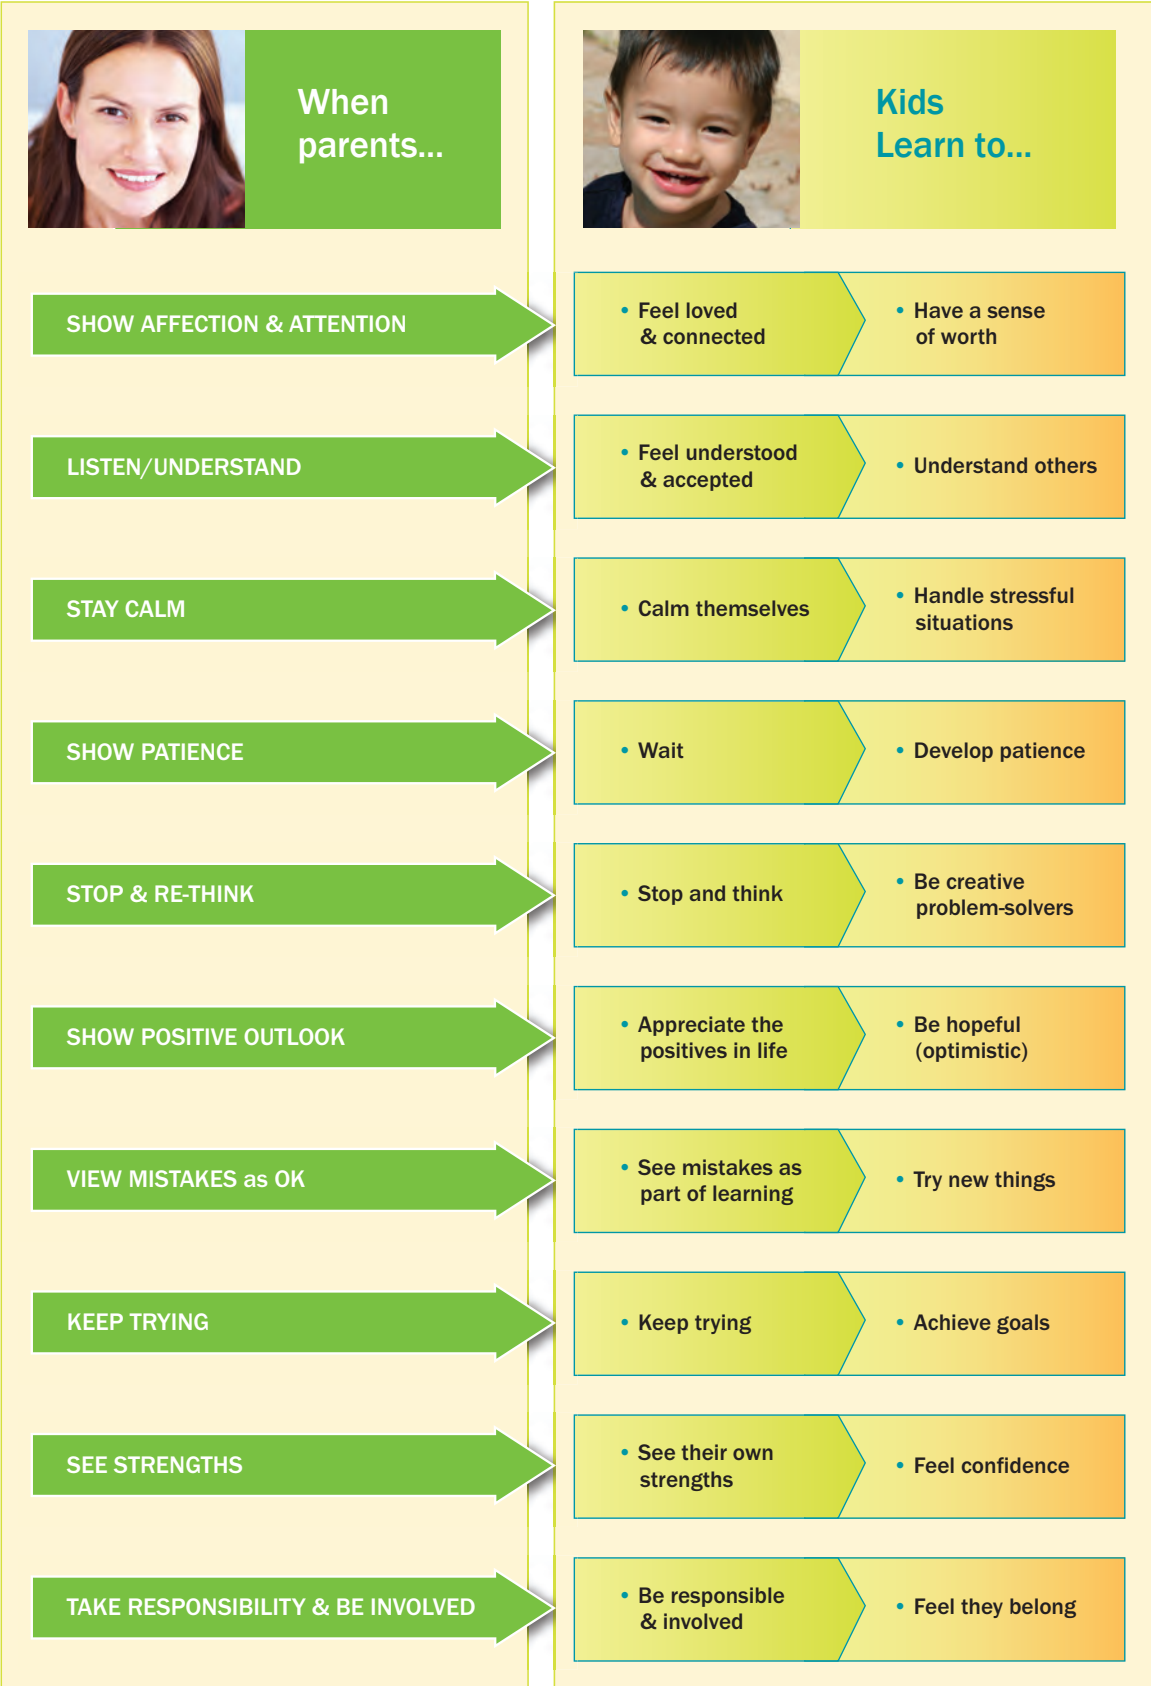 When
parents...
Kids
Learn to...
SHOW AFFECTION & ATTENTION
• Feel loved
& connected
• Have a sense
of worth
LISTEN/UNDERSTAND
• Feel understood
& accepted
• Understand others
STAY CALM
• Calm themselves
• Handle stressful
situations
SHOW PATIENCE
• Wait
• Develop patience
STOP & RE-THINK
• Stop and think
• Be creative
problem-solvers
SHOW POSITIVE OUTLOOK
• Appreciate the
positives in life
• Be hopeful
(optimistic)
VIEW MISTAKES as OK
• See mistakes as
part of learning
• Try new things
KEEP TRYING
• Keep trying
• Achieve goals
SEE STRENGTHS
• See their own
strengths
• Feel confidence
TAKE RESPONSIBILITY & BE INVOLVED
• Be responsible
& involved
• Feel they belong